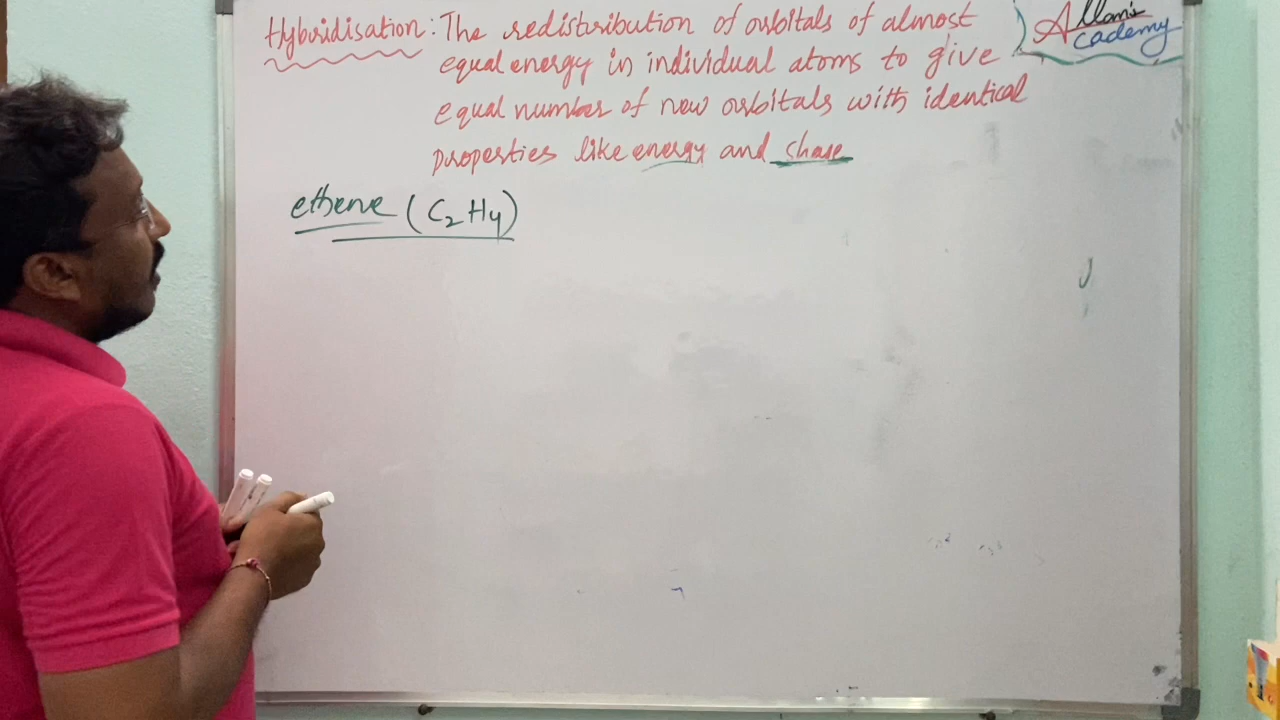 Hybridisation : The redistribution of orbitals of almost
equal energy in individual atoms to give
equal number of new orbitals with identical
properties like energy and shape
Allam's
Academy
ethene (C₂H₄)